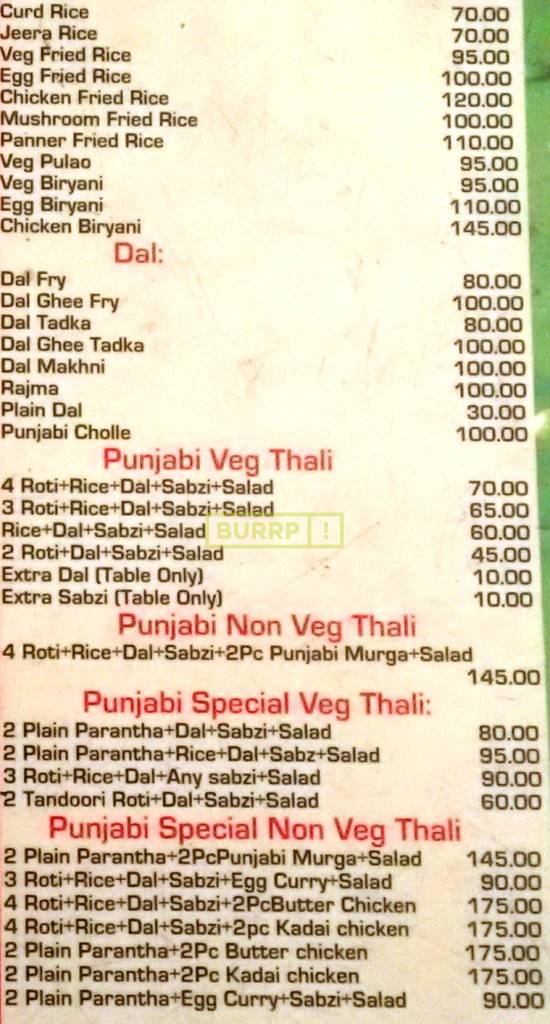 Curd Rice 70.00
Jeera Rice 70.00
Veg Fried Rice 95.00
Egg Fried Rice 100.00
Chicken Fried Rice 120.00
Mushroom Fried Rice 100.00
Panner Fried Rice 110.00
Veg Pulao 95.00
Veg Biryani 95.00
Egg Biryani 110.00
Chicken Biryani 145.00
Dal:
Dal Fry 80.00
Dal Ghee Fry 100.00
Dal Tadka 80.00
Dal Ghee Tadka 100.00
Dal Makhni 100.00
Rajma 100.00
Plain Dal 30.00
Punjabi Cholle 100.00
Punjabi Veg Thali
4 Roti+Rice+Dal+Sabzi+Salad 70.00
3 Roti+Rice+Dal+Sabzi+Salad 65.00
Rice+Dal+Sabzi+Salad 60.00
BURRP!
2 Roti+Dal+Sabzi+Salad 45.00
Extra Dal (Table Only) 10.00
Extra Sabzi (Table Only) 10.00
Punjabi Non Veg Thali
4 Roti+Rice+Dal+Sabzi+2Pc Punjabi Murga+Salad
145.00
Punjabi Special Veg Thali:
2 Plain Parantha+Dal+Sabzi+Salad 80.00
2 Plain Parantha+Rice+Dal+Sabz+Salad 95.00
3 Roti+Rice+Dal+Any sabzi+Salad 90.00
2 Tandoori Roti+Dal+Sabzi+Salad 60.00
Punjabi Special Non Veg Thali
2 Plain Parantha+2PcPunjabi Murga+Salad 145.00
3 Roti+Rice+Dal+Sabzi+Egg Curry+Salad 90.00
4 Roti+Rice+Dal+Sabzi+2PcButter Chicken 175.00
4 Roti+Rice+Dal+Sabzi+2pc Kadai chicken 175.00
2 Plain Parantha+2Pc Butter chicken 175.00
2 Plain Parantha+2Pc Kadai chicken 175.00
2 Plain Parantha+Egg Curry+Sabzi+Salad 90.00